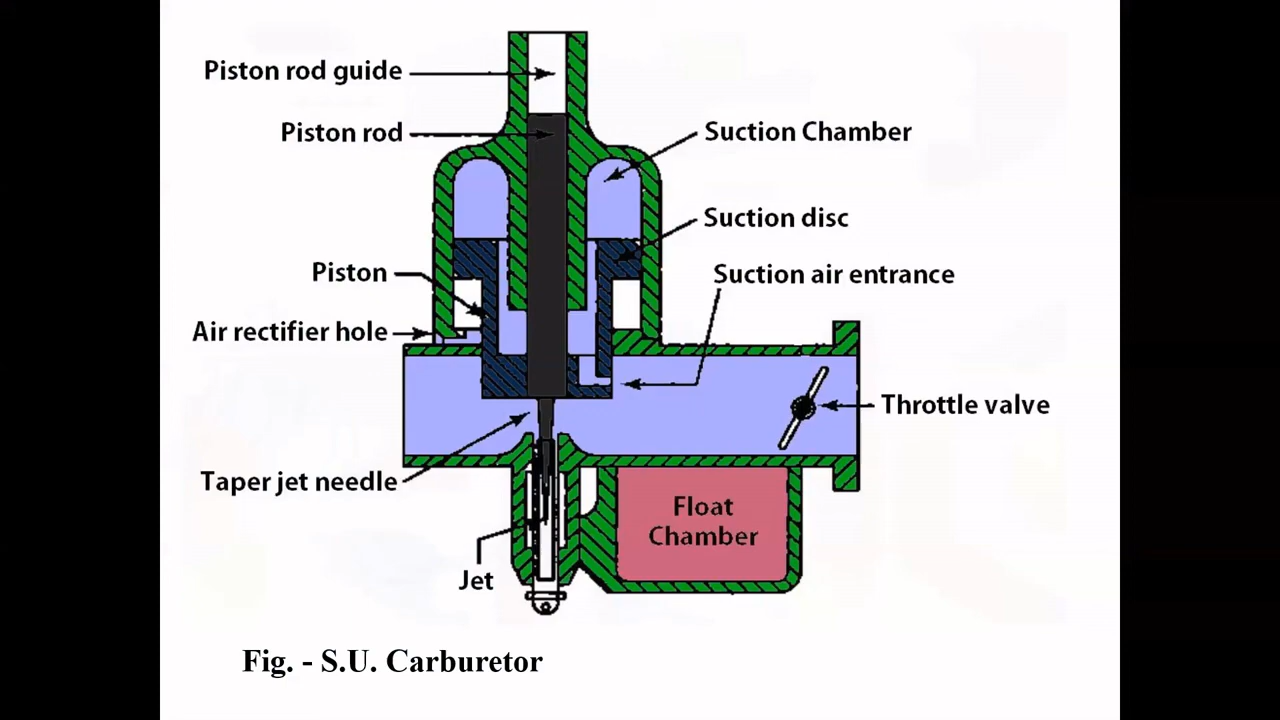 Piston rod guide
Piston rod
Suction Chamber
Suction disc
Piston
Suction air entrance
Air rectifier hole
Throttle valve
Taper jet needle
Float
Chamber
Jet
Fig. - S.U. Carburetor